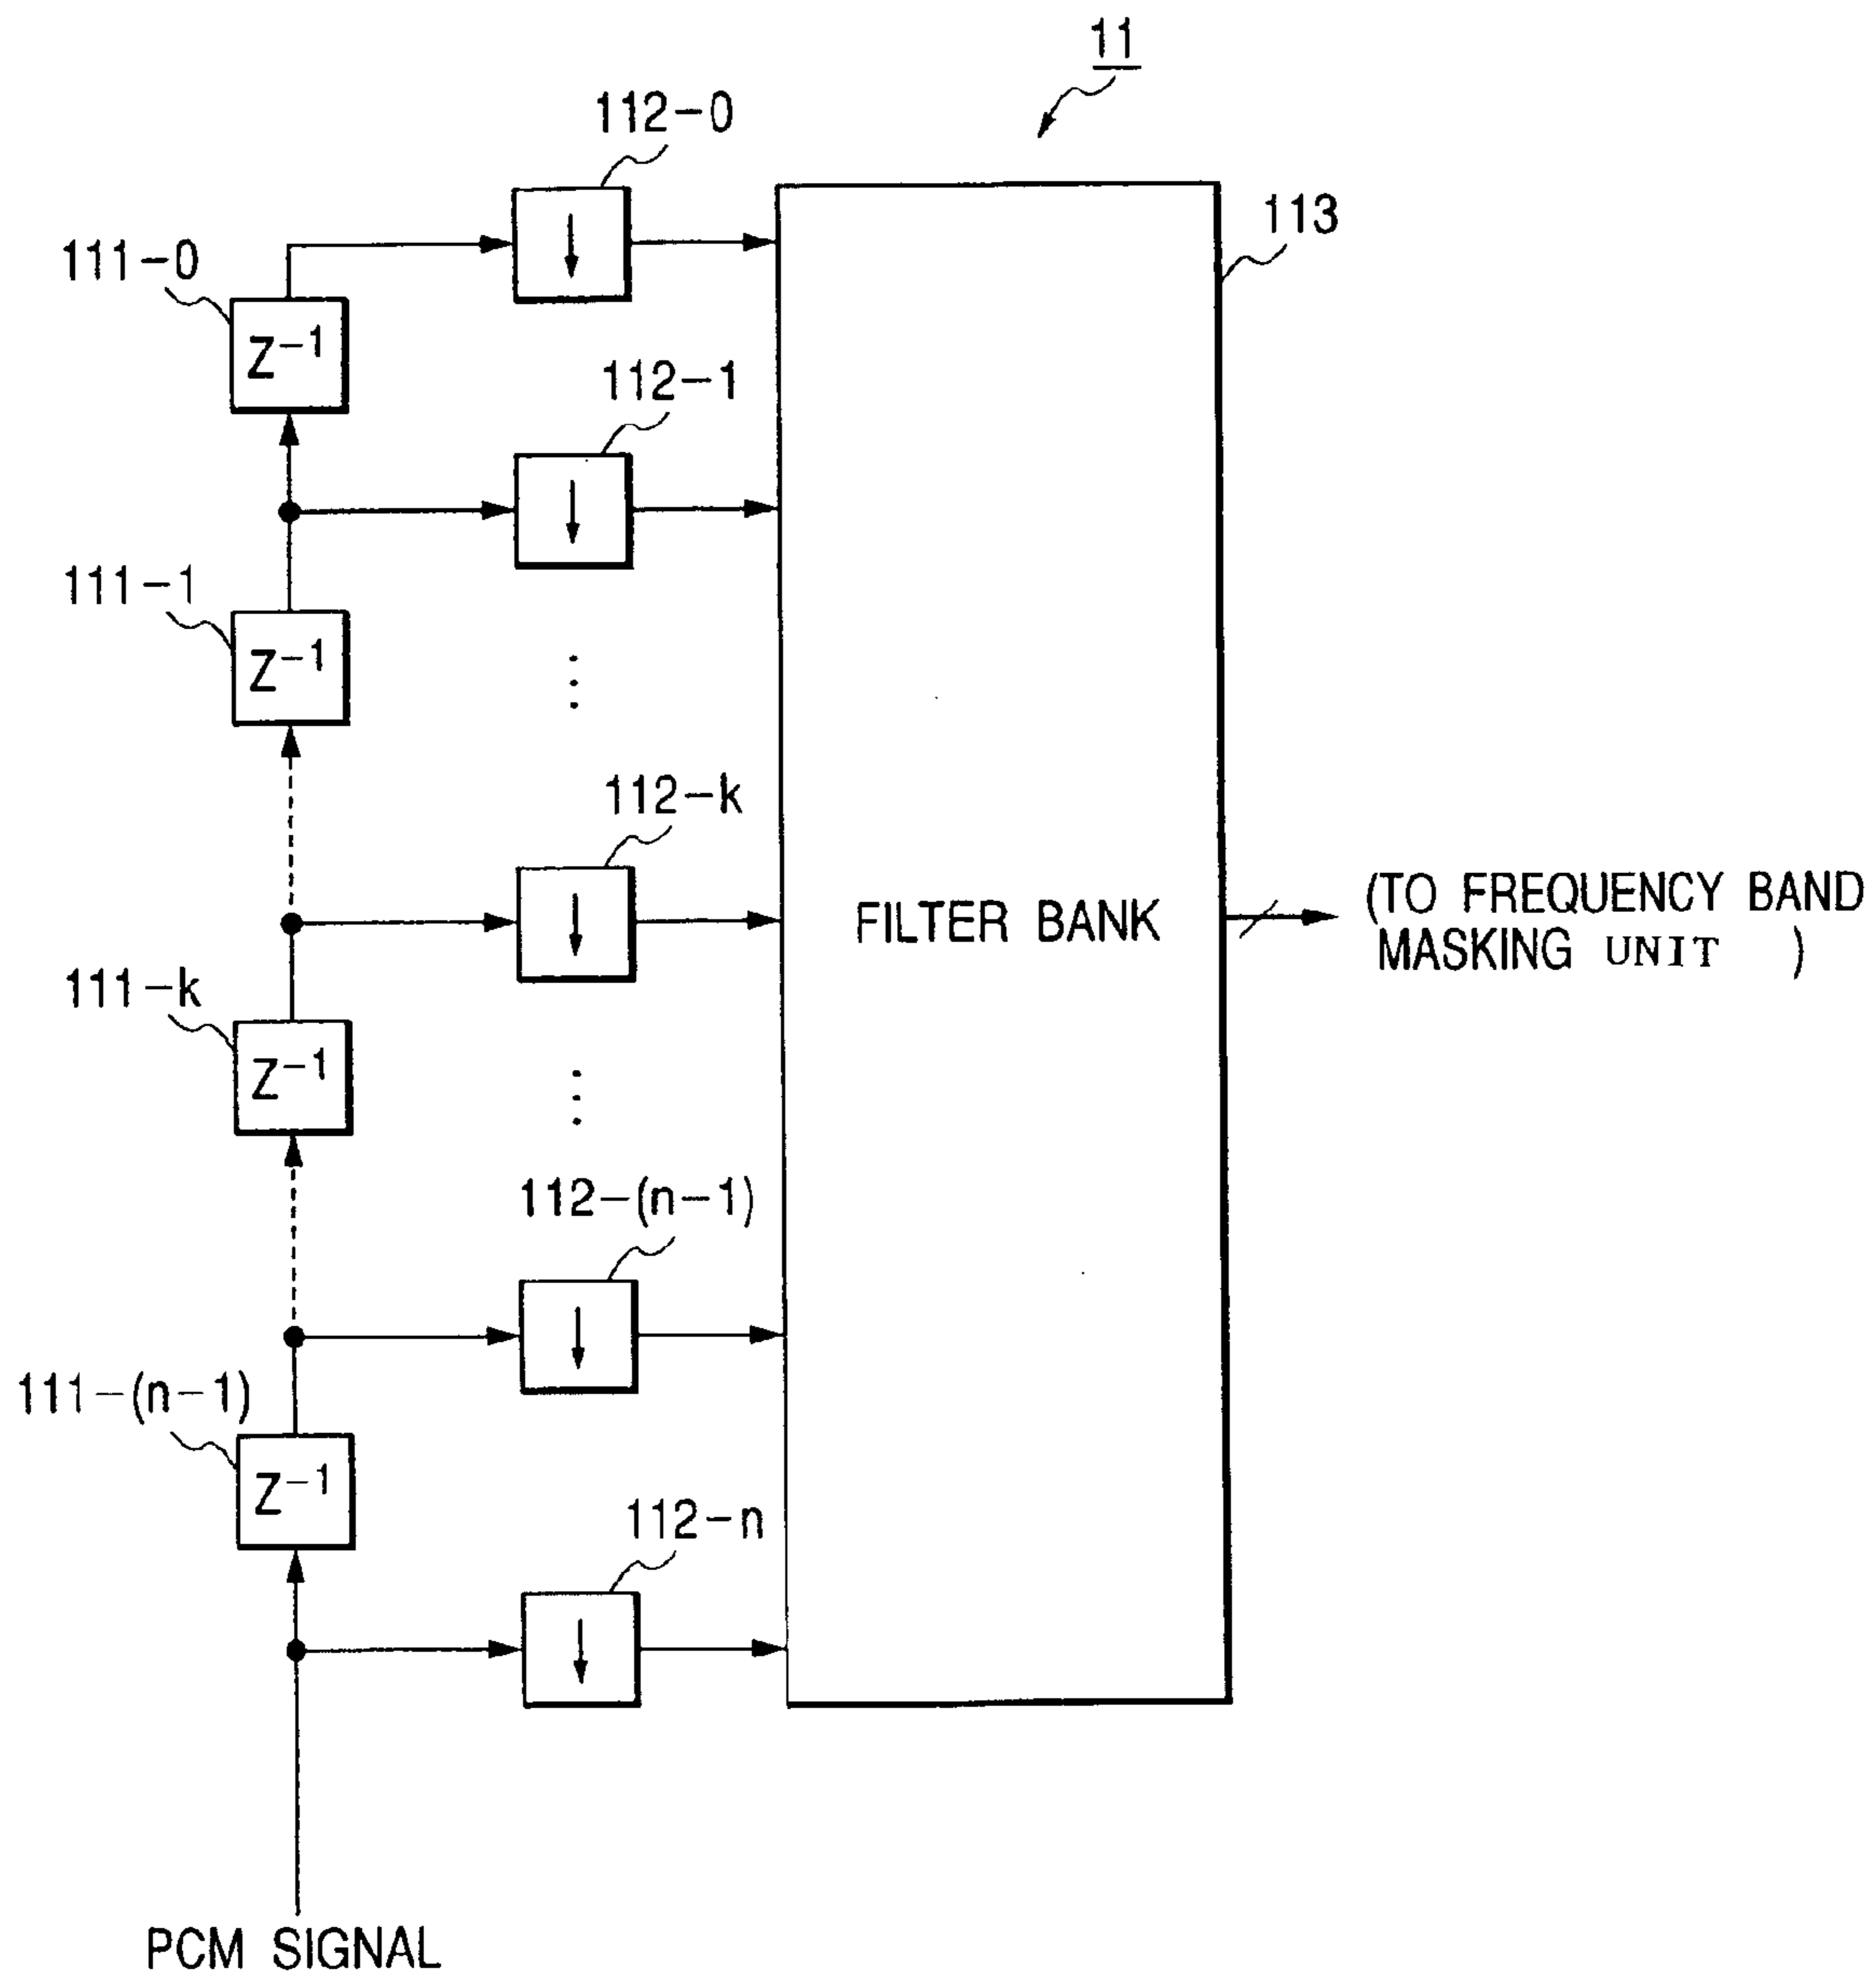 11
112-0
113
111-0
Z-1
112-1
111-1
Z-1
112-k
FILTER BANK
(TO FREQUENCY BAND
MASKING UNIT )
111-k
Z-1
112-(n-1)
111-(n-1)
Z-1
112-n
PCM SIGNAL